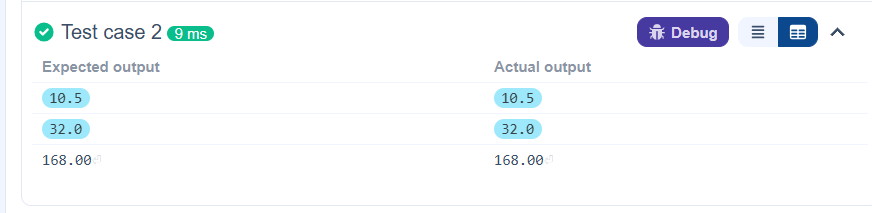 Test case 2 9 ms Debug
Expected output Actual output
10.5 10.5
32.0 32.0
168.00 168.00